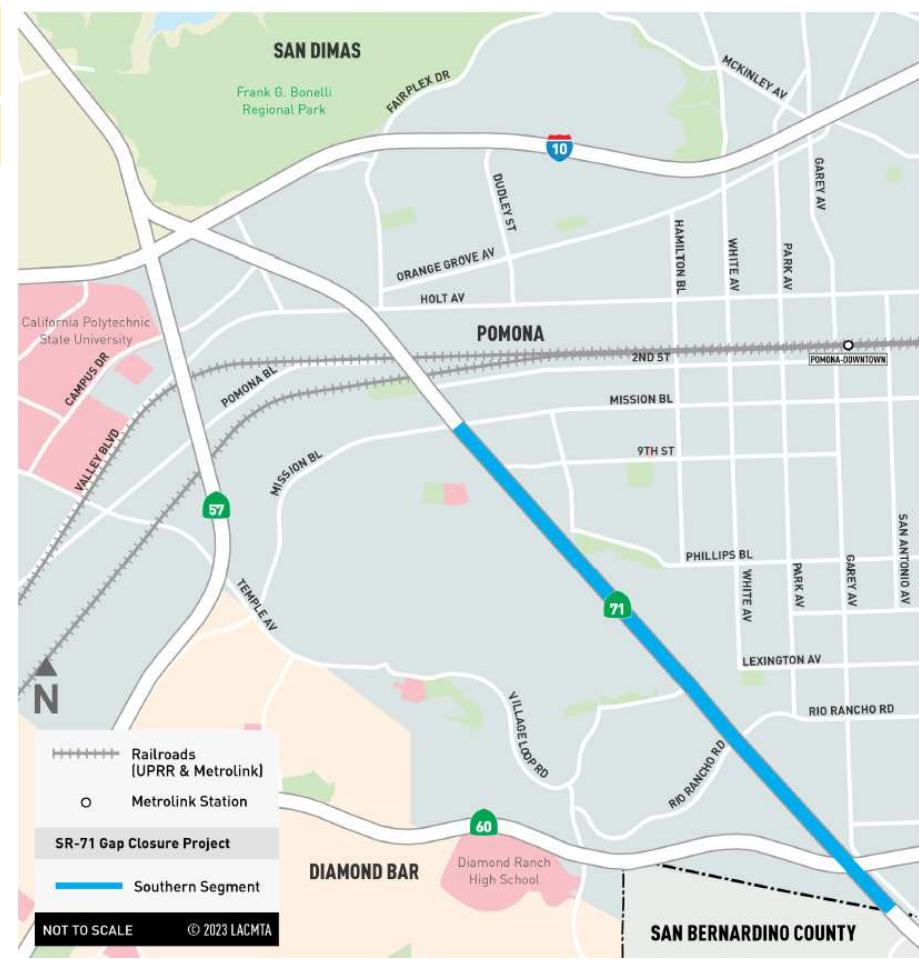 SAN DIMAS
Frank G. Bonelli
Regional Park
FAIRPLEX DR
MCKINLEY AV
10
DUDLEY ST
GAREY AV
ORANGE GROVE AV
HAMILTON BL
WHITE AV
PARK AV
HOLT AV
California Polytechnic
State University
POMONA
CAMPUS DR
2ND ST
POMONA-DOWNTOWN
POMONA BL
MISSION BL
VALLEY BLVD
MISSION BL
9TH ST
57
SAN ANTONIO AV
PHILLIPS BL
TEMPLE AV
71
WHITE AV
PARK AV
GAREY AV
LEXINGTON AV
N
VILLAGE LOOP RD
RIO RANCHO RD
RIO RANCHO RD
Railroads
(UPRR & Metrolink)
Metrolink Station
SR-71 Gap Closure Project
Southern Segment
NOT TO SCALE
© 2023 LACMTA
60
DIAMOND BAR
Diamond Ranch
High School
SAN BERNARDINO COUNTY